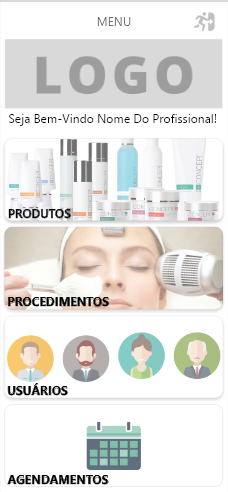 MENU
LOGO
Seja Bem-Vindo Nome Do Profissional!
PRODUTOS
PROCEDIMENTOS
USUÁRIOS
AGENDAMENTOS